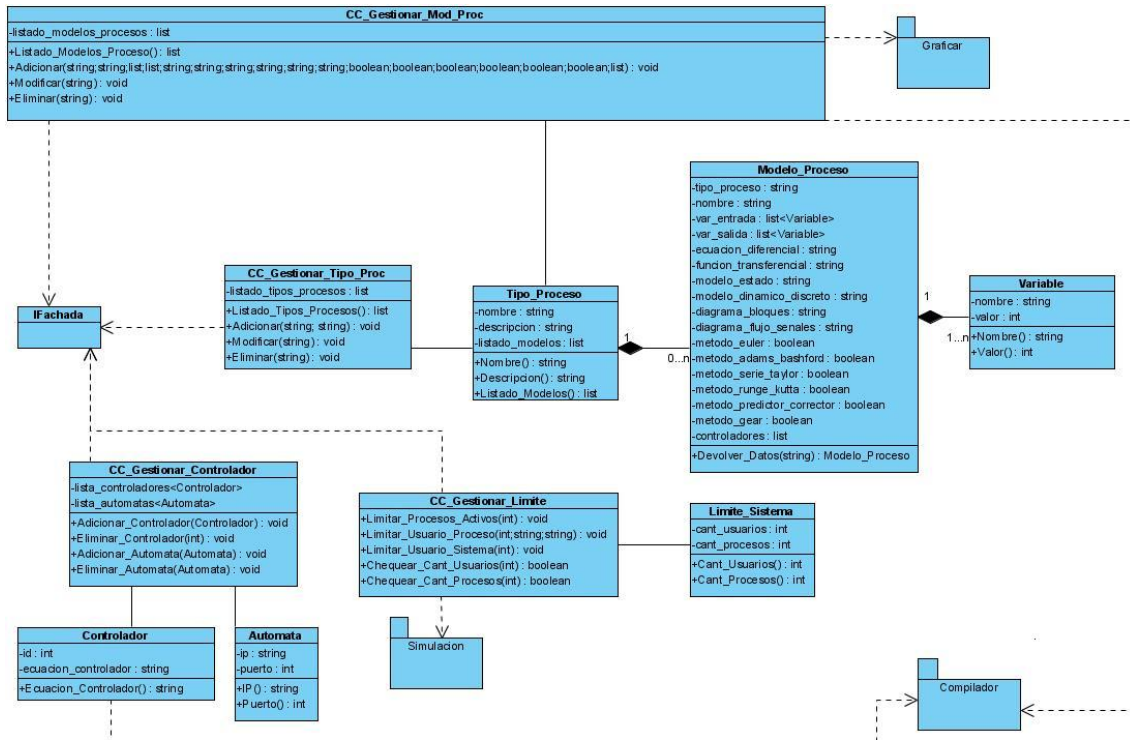 CC_Gestionar_Mod_Proc
-listado_modelos_procesos : list
+Listado_Modelos_Proceso() : list
+Adicionar(string;string;list;list;string;string;string;string;string;string;boolean;boolean;boolean;boolean;boolean;boolean;list) : void
+Modificar(string) : void
+Eliminar(string) : void
Graficar
Modelo_Proceso
-tipo_proceso : string
-nombre : string
-var_entrada : list<Variable>
-var_salida : list<Variable>
-ecuacion_diferencial : string
-funcion_transferencial : string
-modelo_estado : string
-modelo_dinamico_discreto : string
-diagrama_bloques : string
-diagrama_flujo_senales : string
-metodo_euler : boolean
-metodo_adams_bashford : boolean
-metodo_serie_taylor : boolean
-metodo_runge_kutta : boolean
-metodo_predictor_corrector : boolean
-metodo_gear : boolean
-controladores : list
+Devolver_Datos(string) : Modelo_Proceso
1
1...n
Variable
-nombre : string
-valor : int
+Nombre() : string
+Valor() : int
CC_Gestionar_Tipo_Proc
-listado_tipos_procesos : list
+Listado_Tipos_Procesos() : list
+Adicionar(string; string) : void
+Modificar(string) : void
+Eliminar(string) : void
Tipo_Proceso
-nombre : string
-descripcion : string
-listado_modelos : list
+Nombre() : string
+Descripcion() : string
+Listado_Modelos() : list
1
0...n
IFachada
CC_Gestionar_Controlador
-lista_controladores<Controlador>
-lista_automatas<Automata>
+Adicionar_Controlador(Controlador) : void
+Eliminar_Controlador(int) : void
+Adicionar_Automata(Automata) : void
+Eliminar_Automata(Automata) : void
CC_Gestionar_Limite
+Limitar_Procesos_Activos(int) : void
+Limitar_Usuario_Proceso(int;string;string) : void
+Limitar_Usuario_Sistema(int) : void
+Chequear_Cant_Usuarios(int) : boolean
+Chequear_Cant_Procesos(int) : boolean
Limite_Sistema
-cant_usuarios : int
-cant_procesos : int
+Cant_Usuarios() : int
+Cant_Procesos() : int
Controlador
-id : int
-ecuacion_controlador : string
+Ecuacion_Controlador() : string
Automata
-ip : string
-puerto : int
+IP() : string
+Puerto() : int
Simulacion
Compilador